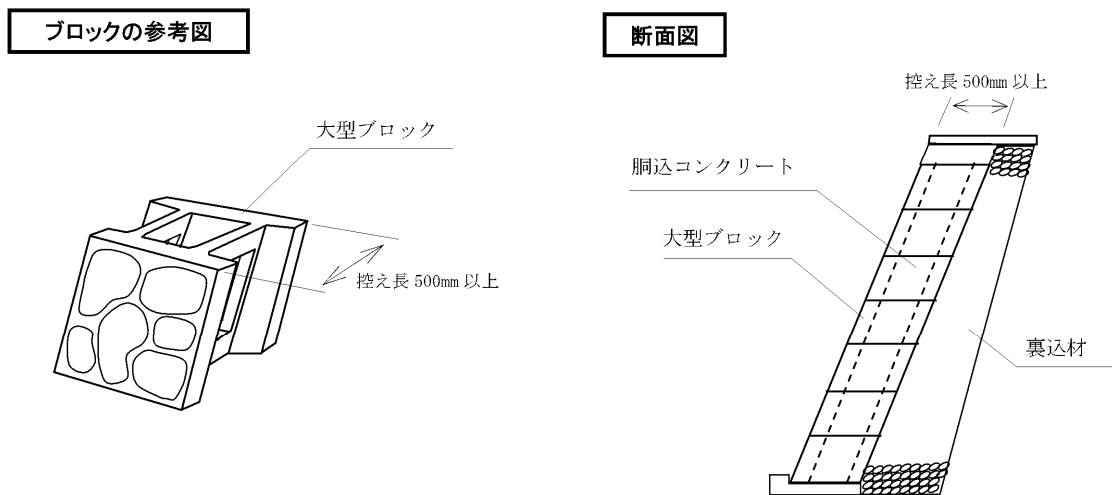 ブロックの参考図
大型ブロック
控え長 500mm 以上
断面図
控え長 500mm 以上
胴込コンクリート
大型ブロック
裏込材